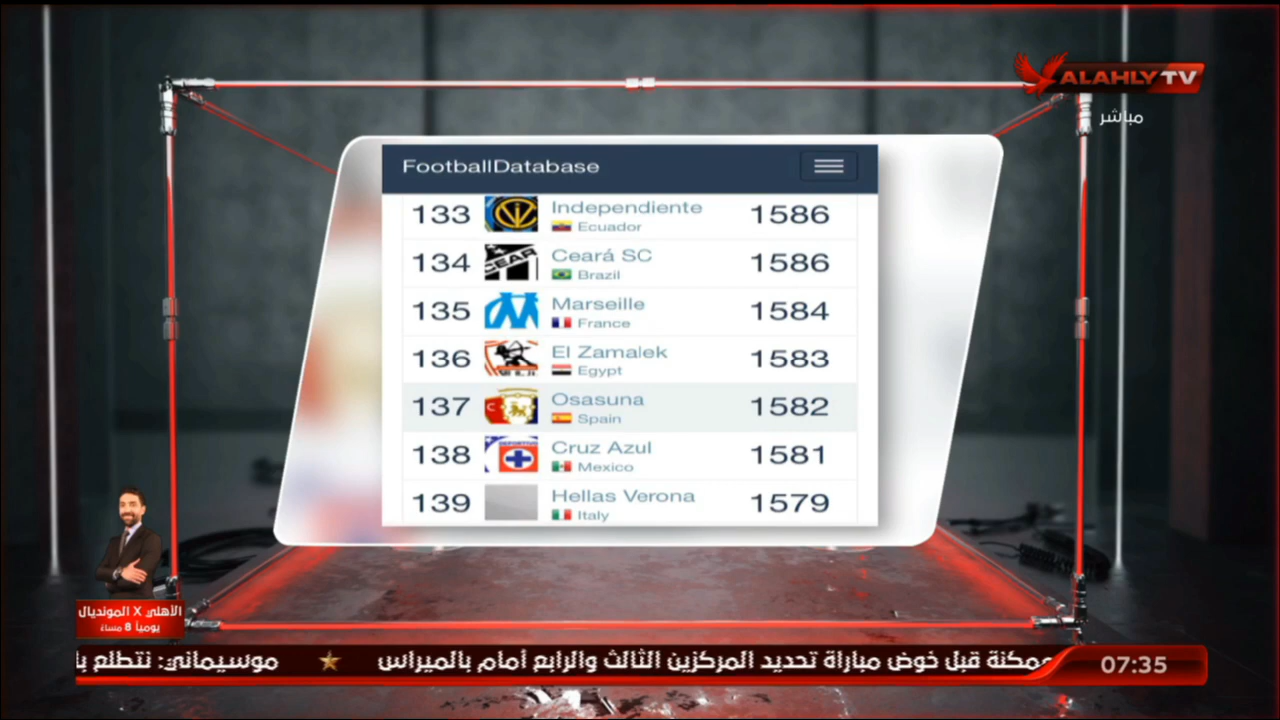 ALAHLY TV
مباشر
FootballDatabase
133 Independiente 1586
Ecuador
134 CEAR Ceará SC 1586
Brazil
135 Marseille 1584
France
136 El Zamalek 1583
Egypt
137 Osasuna 1582
Spain
138 Cruz Azul 1581
Mexico
139 Hellas Verona 1579
Italy
الأهلي X المونديال
يومياً 8 مساءً
ممكنة قبل خوض مباراة تحديد المركزين الثالث والرابع أمام بالميراس ★ موسيماني: نتطلع
07:35